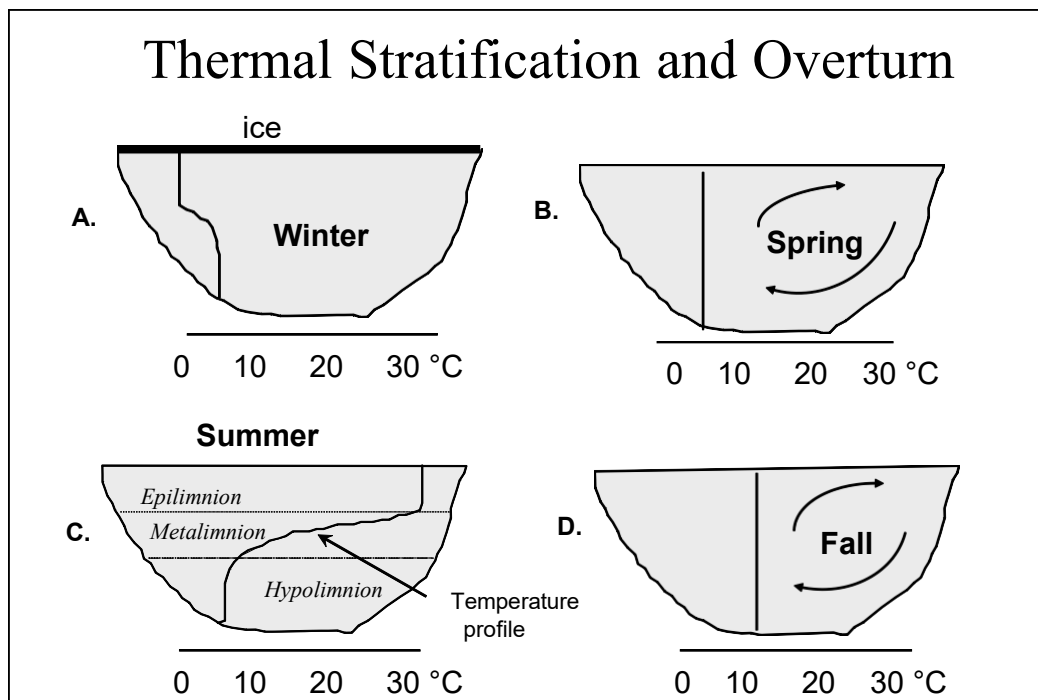 Thermal Stratification and Overturn
ice
A.
Winter
0 10 20 30 °C
B.
Spring
0 10 20 30 °C
Summer
C.
Epilimnion
Metalimnion
Hypolimnion
Temperature
profile
0 10 20 30 °C
D.
Fall
0 10 20 30 °C